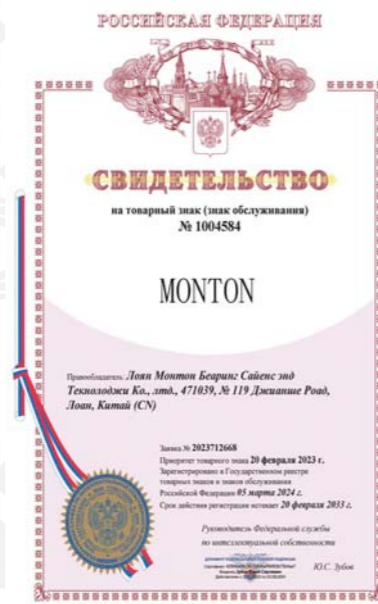 РОССИЙСКАЯ ФЕДЕРАЦИЯ
СВИДЕТЕЛЬСТВО
на товарный знак (знак обслуживания)
№ 1004584
MONTON
Правообладатель: Лоян Монтон Беаринг Сайенс энд
Текнолоджи Ко., лтд., 471039, № 119 Джианше Роад,
Лоан, Китай (CN)
Заявка № 2023712668
Приоритет товарного знака 20 февраля 2023 г.
Зарегистрировано в Государственном реестре
товарных знаков и знаков обслуживания
Российской Федерации 05 марта 2024 г.
Срок действия регистрации истекает 20 февраля 2033 г.
Руководитель Федеральной службы
по интеллектуальной собственности
Ю.С. Зубов